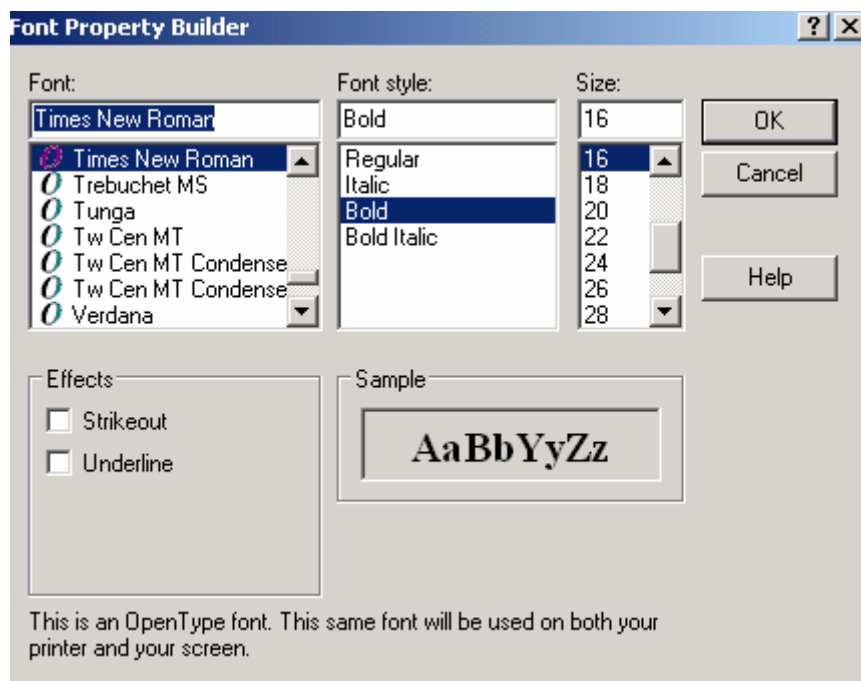 Font Property Builder
Font:
Times New Roman
Times New Roman
Trebuchet MS
Tunga
Tw Cen MT
Tw Cen MT Condense
Tw Cen MT Condense
Verdana
Font style:
Bold
Regular
Italic
Bold
Bold Italic
Size:
16
16
18
20
22
24
26
28
OK
Cancel
Help
Effects
Strikeout
Underline
Sample
AaBbYyZz
This is an OpenType font. This same font will be used on both your
printer and your screen.